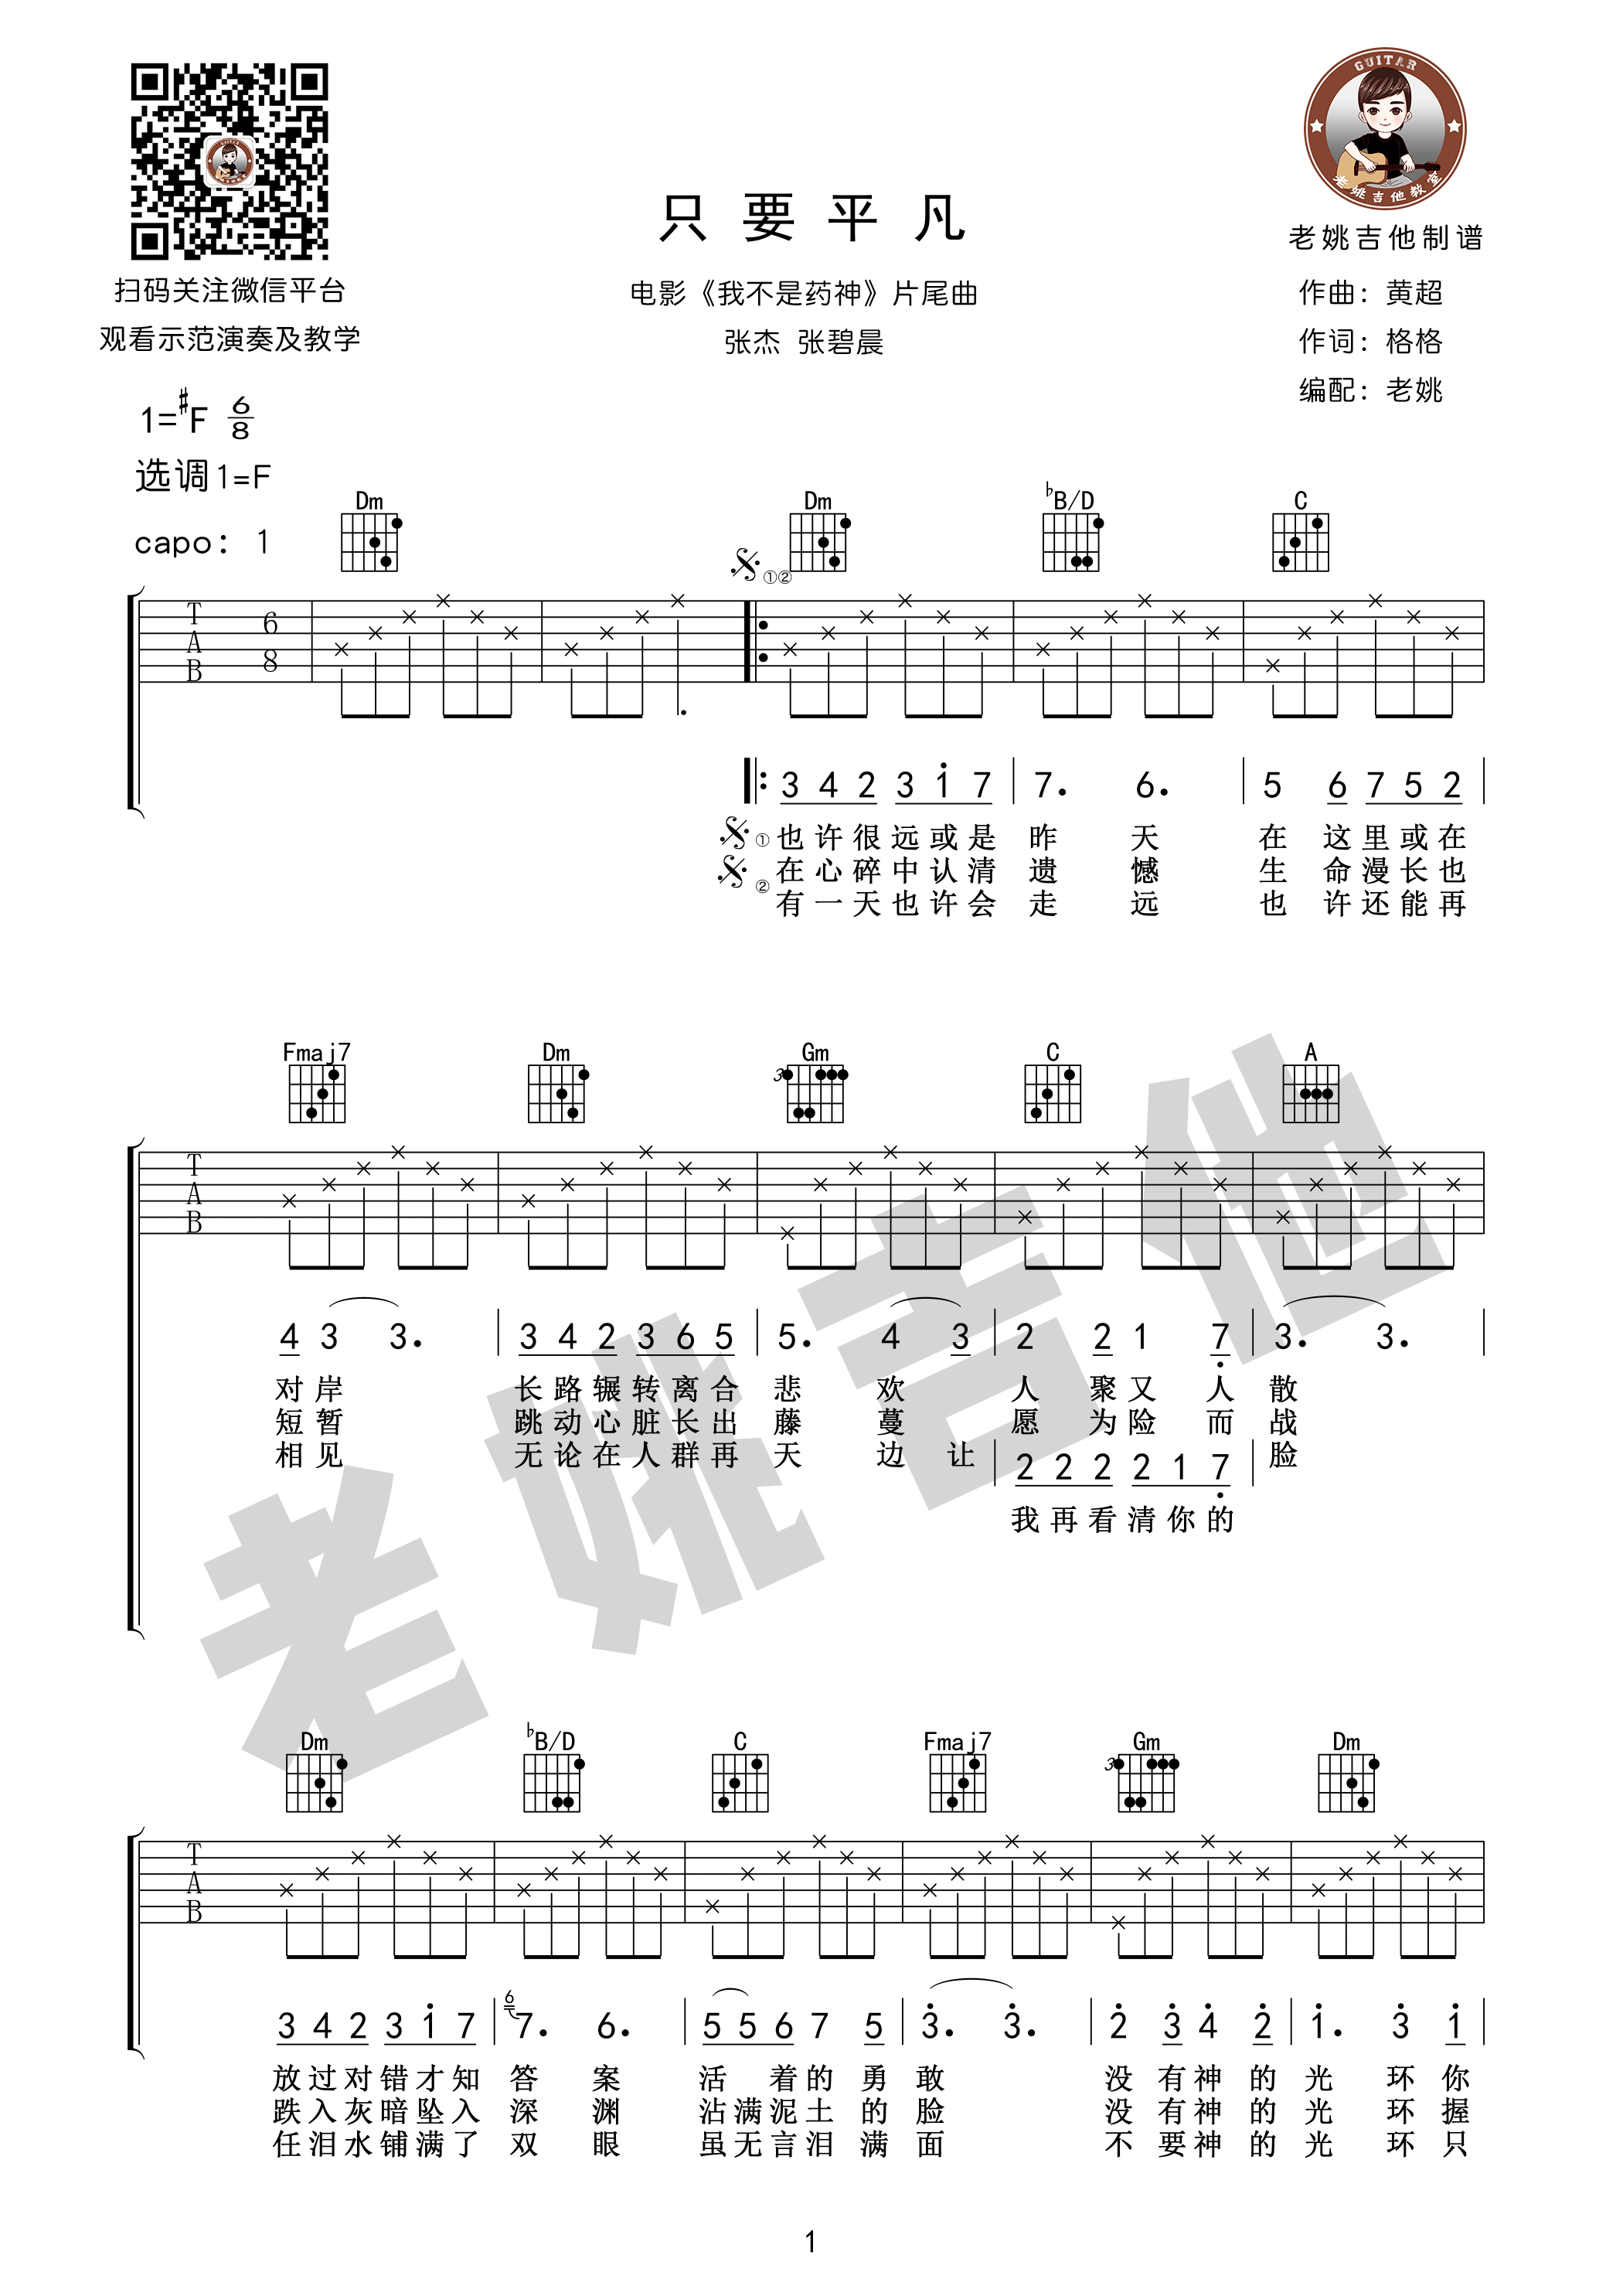 GUITAR
老姚吉他教室
只要平凡
老姚吉他制谱
扫码关注微信平台
电影《我不是药神》片尾曲
作曲：黄超
观看示范演奏及教学
张杰 张碧晨
作词：格格
编配：老姚
1=#F 6/8
选调1=F
capo：1
Dm Dm ♭B/D C
①②
T A B 6 8
3 4 2 3 1 7 | 7. 6. | 5 6 7 5 2
① 也许很远或是昨天 在这里或在
② 在心碎中认清遗憾 生命漫长也
有一天也许会走远 也许还能再
Fmaj7 Dm Gm C A
3
T A B
4 3 3. | 3 4 2 3 6 5 | 5. 4 3 | 2 2 1 7 | 3. 3.
对岸 长路辗转离合悲欢 人聚又人散
短暂 跳动心脏长出藤蔓 愿为险而战
相见 无论在人群再天边让 脸
2 2 2 2 1 7
我再看清你的
老姚吉他
Dm ♭B/D C Fmaj7 Gm Dm
3
T A B
3 4 2 3 1 7 | 6 7. 6. | 5 5 6 7 5 | 3. 3. | 2 3 4 2 | 1. 3 1
放过对错才知答案 活着的勇敢 没有神的光环你
跌入灰暗坠入深渊 沾满泥土的脸 没有神的光环握
任泪水铺满了双眼 虽无言泪满面 不要神的光环只
1